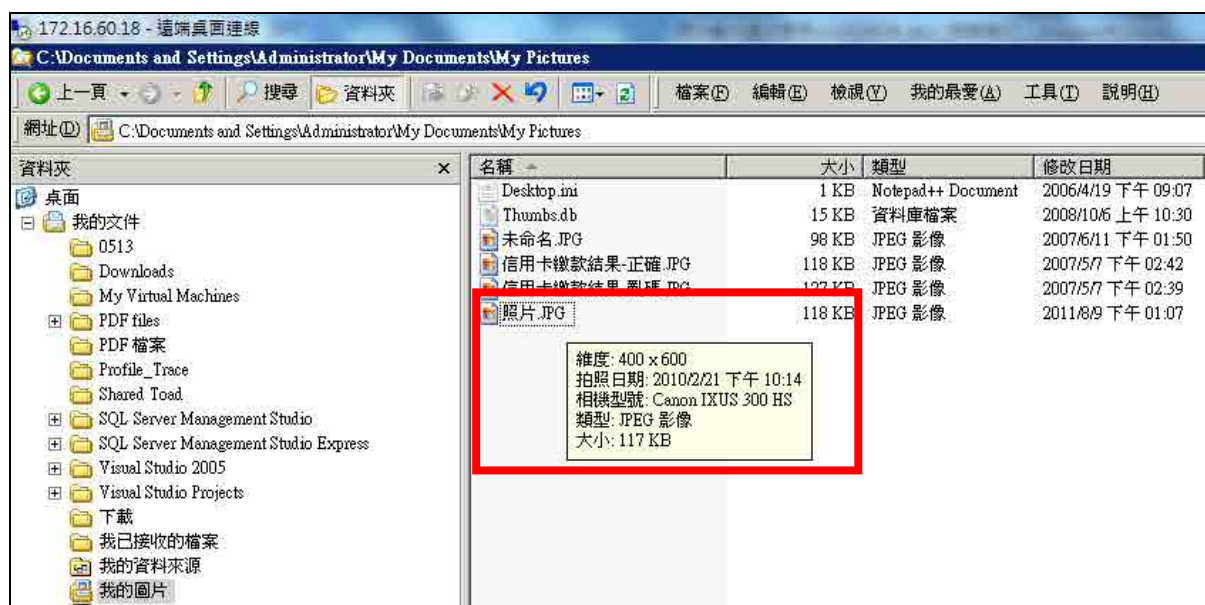 172.16.60.18 - 遠端桌面連線
C:\Documents and Settings\Administrator\My Documents\My Pictures
上一頁 搜尋 資料夾 檔案(F) 編輯(E) 檢視(V) 我的最愛(A) 工具(T) 說明(H)
網址(D) C:\Documents and Settings\Administrator\My Documents\My Pictures
資料夾 × 名稱 大小 類型 修改日期
桌面 Desktop.ini 1 KB Notepad++ Document 2006/4/19 下午 09:07
我的文件 Thumbs.db 15 KB 資料庫檔案 2008/10/6 上午 10:30
0513 未命名.JPG 98 KB JPEG 影像 2007/6/11 下午 01:50
Downloads 信用卡繳款結果-正確.JPG 118 KB JPEG 影像 2007/5/7 下午 02:42
My Virtual Machines 信用卡繳款結果-亂碼.JPG 127 KB JPEG 影像 2007/5/7 下午 02:39
PDF files 照片.JPG 118 KB JPEG 影像 2011/8/9 下午 01:07
PDF 檔案
Profile_Trace
Shared Toad
SQL Server Management Studio
SQL Server Management Studio Express
Visual Studio 2005
Visual Studio Projects
下載
我已接收的檔案
我的資料來源
我的圖片
維度: 400 x 600
拍照日期: 2010/2/21 下午 10:14
相機型號: Canon IXUS 300 HS
類型: JPEG 影像
大小: 117 KB